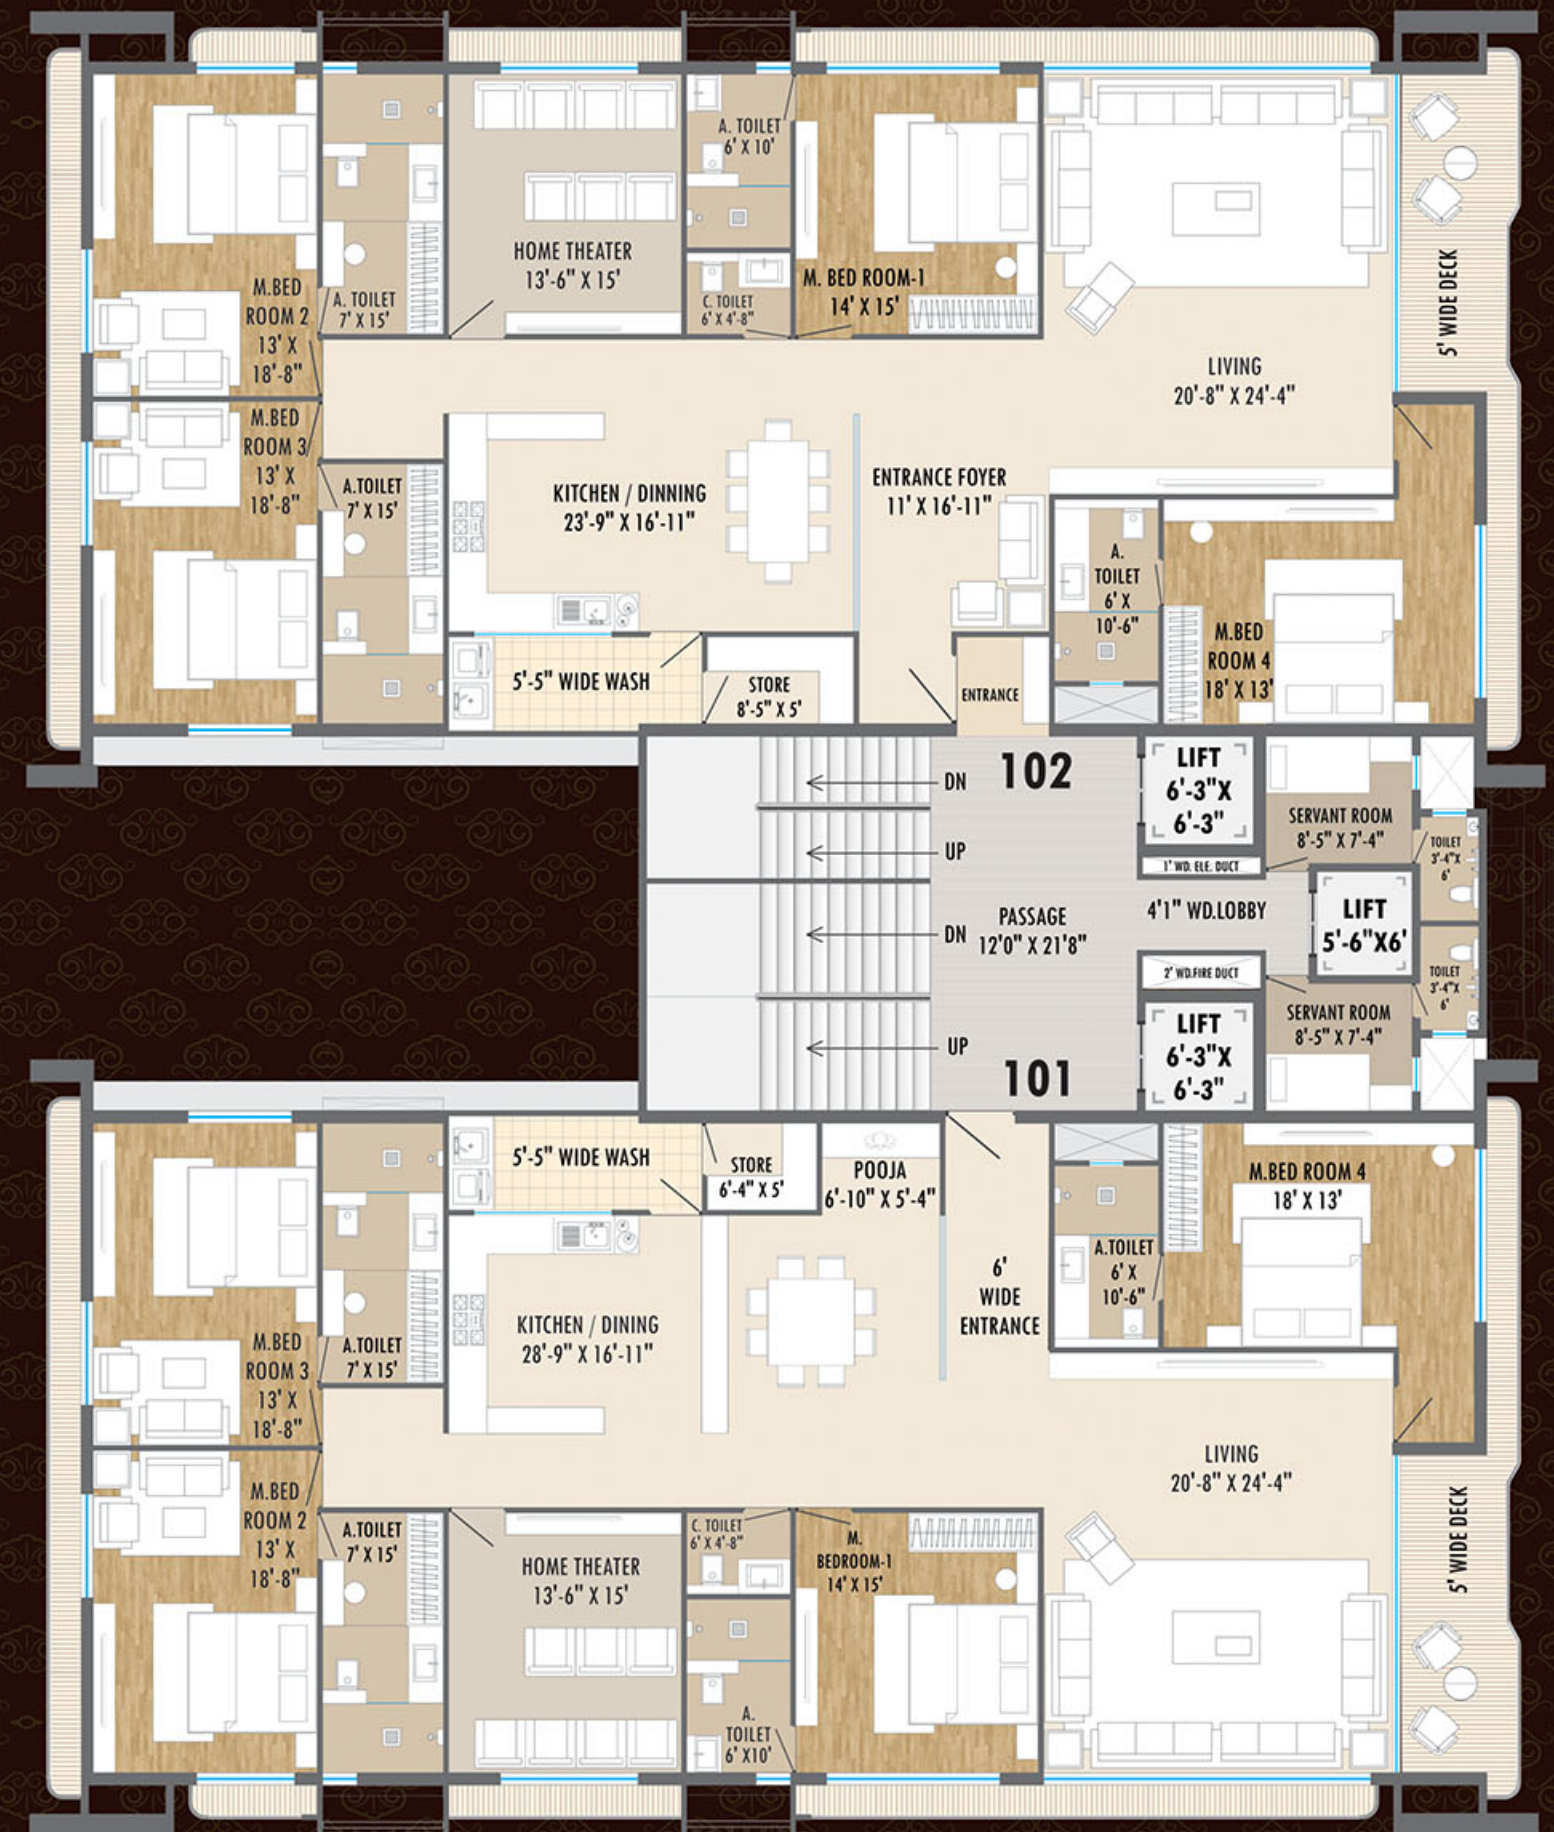 A. TOILET
6' X 10'
HOME THEATER
13'-6" X 15'
M.BED
ROOM 2
13' X
18'-8"
A. TOILET
7' X 15'
C. TOILET
6' X 4'-8"
M. BED ROOM-1
14' X 15'
5' WIDE DECK
LIVING
20'-8" X 24'-4"
M.BED
ROOM 3
13' X
18'-8"
A.TOILET
7' X 15'
KITCHEN / DINNING
23'-9" X 16'-11"
ENTRANCE FOYER
11' X 16'-11"
A.
TOILET
6' X
10'-6"
M.BED
ROOM 4
18' X 13'
5'-5" WIDE WASH
STORE
8'-5" X 5'
ENTRANCE
102
DN
UP
DN
UP
LIFT
6'-3"X
6'-3"
SERVANT ROOM
8'-5" X 7'-4"
TOILET
3'-4"X
6'
1' WD. ELE. DUCT
PASSAGE
12'0" X 21'8"
4'1" WD.LOBBY
LIFT
5'-6"X6'
2' WD.FIRE DUCT
TOILET
3'-4"X
6'
SERVANT ROOM
8'-5" X 7'-4"
LIFT
6'-3"X
6'-3"
101
5'-5" WIDE WASH
STORE
6'-4" X 5'
POOJA
6'-10" X 5'-4"
M.BED ROOM 4
18' X 13'
A.TOILET
6' X
10'-6"
6'
WIDE
ENTRANCE
KITCHEN / DINING
28'-9" X 16'-11"
M.BED
ROOM 3
13' X
18'-8"
A.TOILET
7' X 15'
LIVING
20'-8" X 24'-4"
5' WIDE DECK
M.BED
ROOM 2
13' X
18'-8"
A.TOILET
7' X 15'
HOME THEATER
13'-6" X 15'
C. TOILET
6' X 4'-8"
M.
BEDROOM-1
14' X 15'
A.
TOILET
6' X10'